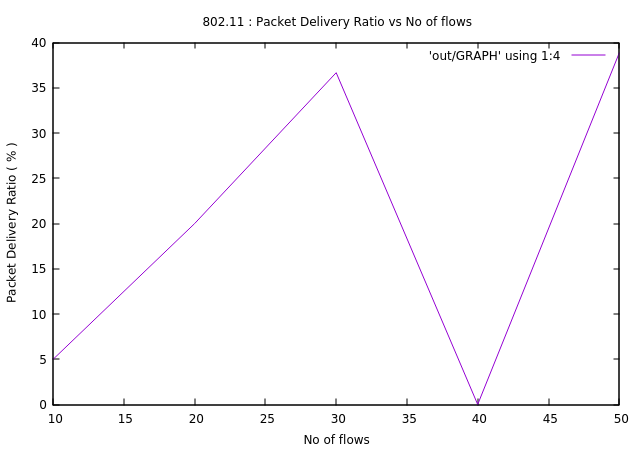 802.11 : Packet Delivery Ratio vs No of flows
'out/GRAPH' using 1:4
Packet Delivery Ratio ( % )
40
35
30
25
20
15
10
5
0
10 15 20 25 30 35 40 45 50
No of flows